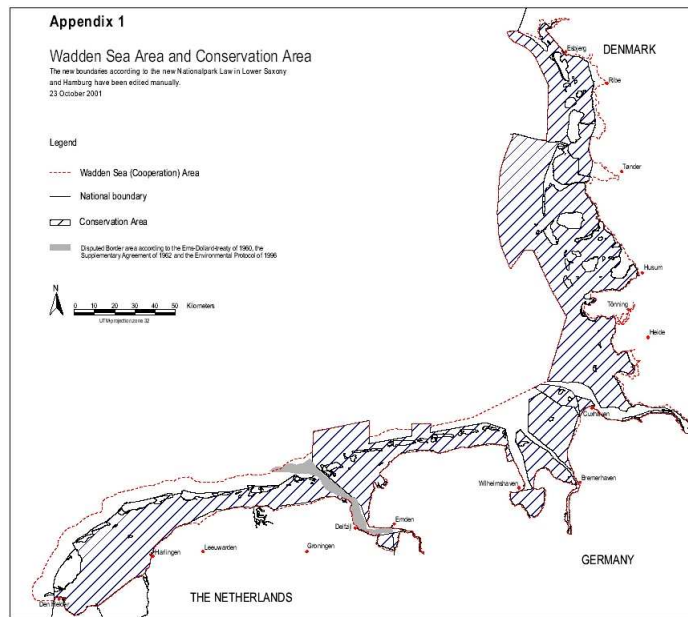 Appendix 1
Wadden Sea Area and Conservation Area
The new boundaries according to the new Nationalpark Law in Lower Saxony
and Hamburg have been edited manually.
23 October 2001
Legend
Wadden Sea (Cooperation) Area
National boundary
Conservation Area
Disputed Border area according to the Ems-Dollard-treaty of 1960, the
Supplementary Agreement of 1962 and the Environmental Protocol of 1996
N
0 10 20 30 40 50 Kilometers
UTM projection zone 32
DENMARK
Esbjerg
Ribe
Tønder
Husum
Tönning
Heide
Cuxhaven
Wilhelmshaven
Bremerhaven
Emden
Delfzijl
Groningen
Leeuwarden
Harlingen
Den Helder
GERMANY
THE NETHERLANDS